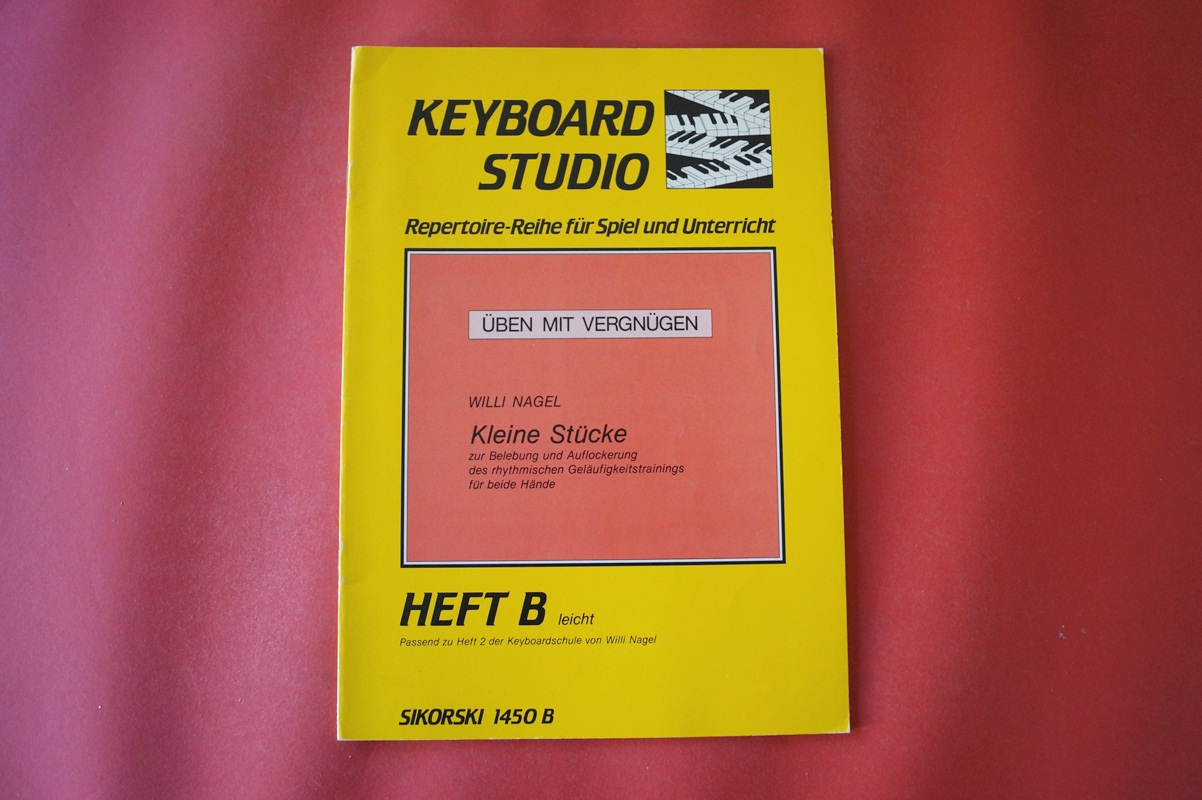 KEYBOARD
STUDIO
Repertoire-Reihe für Spiel und Unterricht
ÜBEN MIT VERGNÜGEN
WILLI NAGEL
Kleine Stücke
zur Belebung und Auflockerung
des rhythmischen Geläufigkeitstrainings
für beide Hände
HEFT B leicht
Passend zu Heft 2 der Keyboardschule von Willi Nagel
SIKORSKI 1450 B